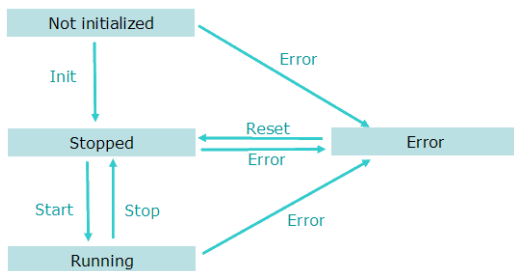 Not initialized
Error
Init
Reset
Stopped
Error
Error
Start
Stop
Error
Running